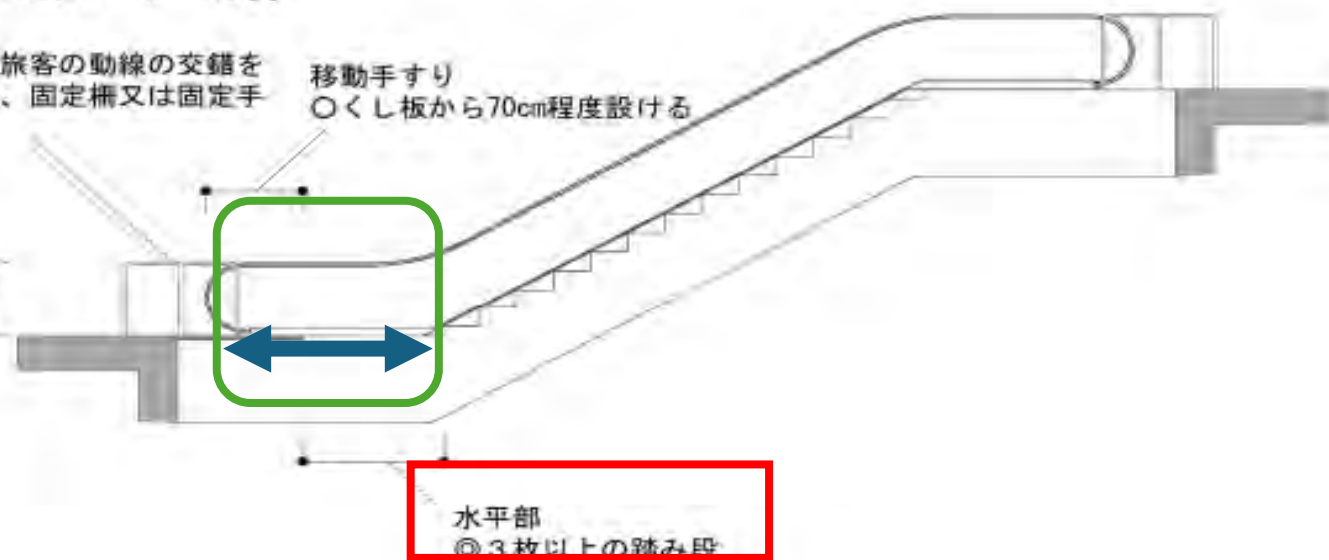 旅客の動線の交錯を
、固定柵又は固定手
移動手すり
〇くし板から70cm程度設ける
水平部
◎3枚以上の踏み段